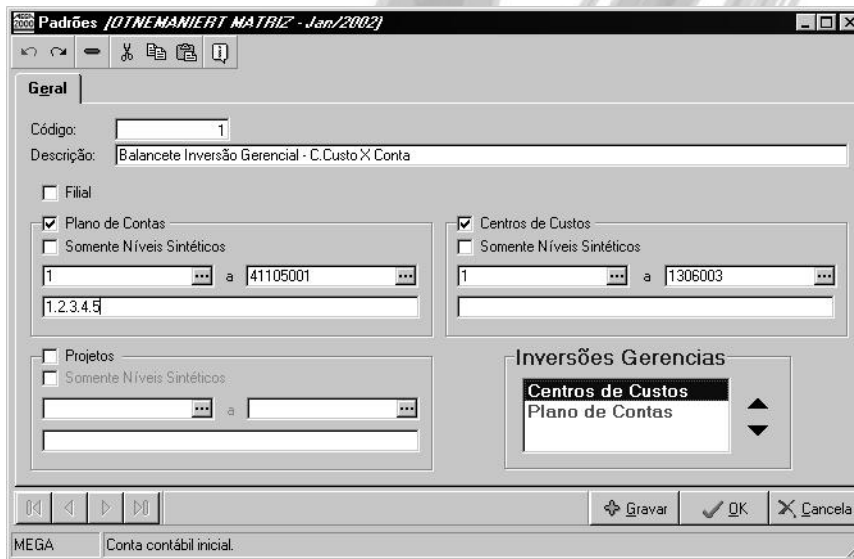 MEGA 2000 Padrões [OTNEMANIERT MATRIZ - Jan/2002]
Geral
Código: 1
Descrição: Balancete Inversão Gerencial - C.Custo X Conta
Filial
Plano de Contas
Somente Níveis Sintéticos
1 ... a 41105001 ...
1.2.3.4.5
Centros de Custos
Somente Níveis Sintéticos
1 ... a 1306003 ...
Projetos
Somente Níveis Sintéticos
... a ...
Inversões Gerencias
Centros de Custos
Plano de Contas
Gravar OK Cancela
MEGA Conta contábil inicial.